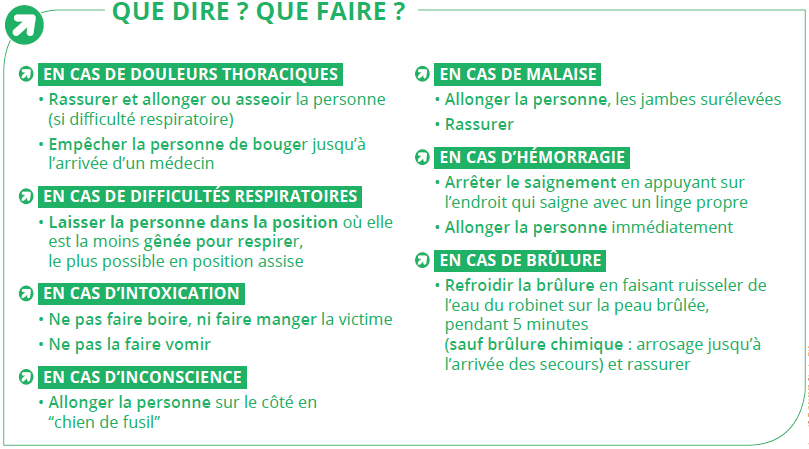 QUE DIRE ? QUE FAIRE ?
EN CAS DE DOULEURS THORACIQUES
• Rassurer et allonger ou asseoir la personne
(si difficulté respiratoire)
• Empêcher la personne de bouger jusqu’à
l’arrivée d’un médecin
EN CAS DE DIFFICULTÉS RESPIRATOIRES
• Laisser la personne dans la position où elle
est la moins gênée pour respirer,
le plus possible en position assise
EN CAS D’INTOXICATION
• Ne pas faire boire, ni faire manger la victime
• Ne pas la faire vomir
EN CAS D’INCONSCIENCE
• Allonger la personne sur le côté en
“chien de fusil”
EN CAS DE MALAISE
• Allonger la personne, les jambes surélevées
• Rassurer
EN CAS D’HÉMORRAGIE
• Arrêter le saignement en appuyant sur
l’endroit qui saigne avec un linge propre
• Allonger la personne immédiatement
EN CAS DE BRÛLURE
• Refroidir la brûlure en faisant ruisseler de
l’eau du robinet sur la peau brûlée,
pendant 5 minutes
(sauf brûlure chimique : arrosage jusqu’à
l’arrivée des secours) et rassurer